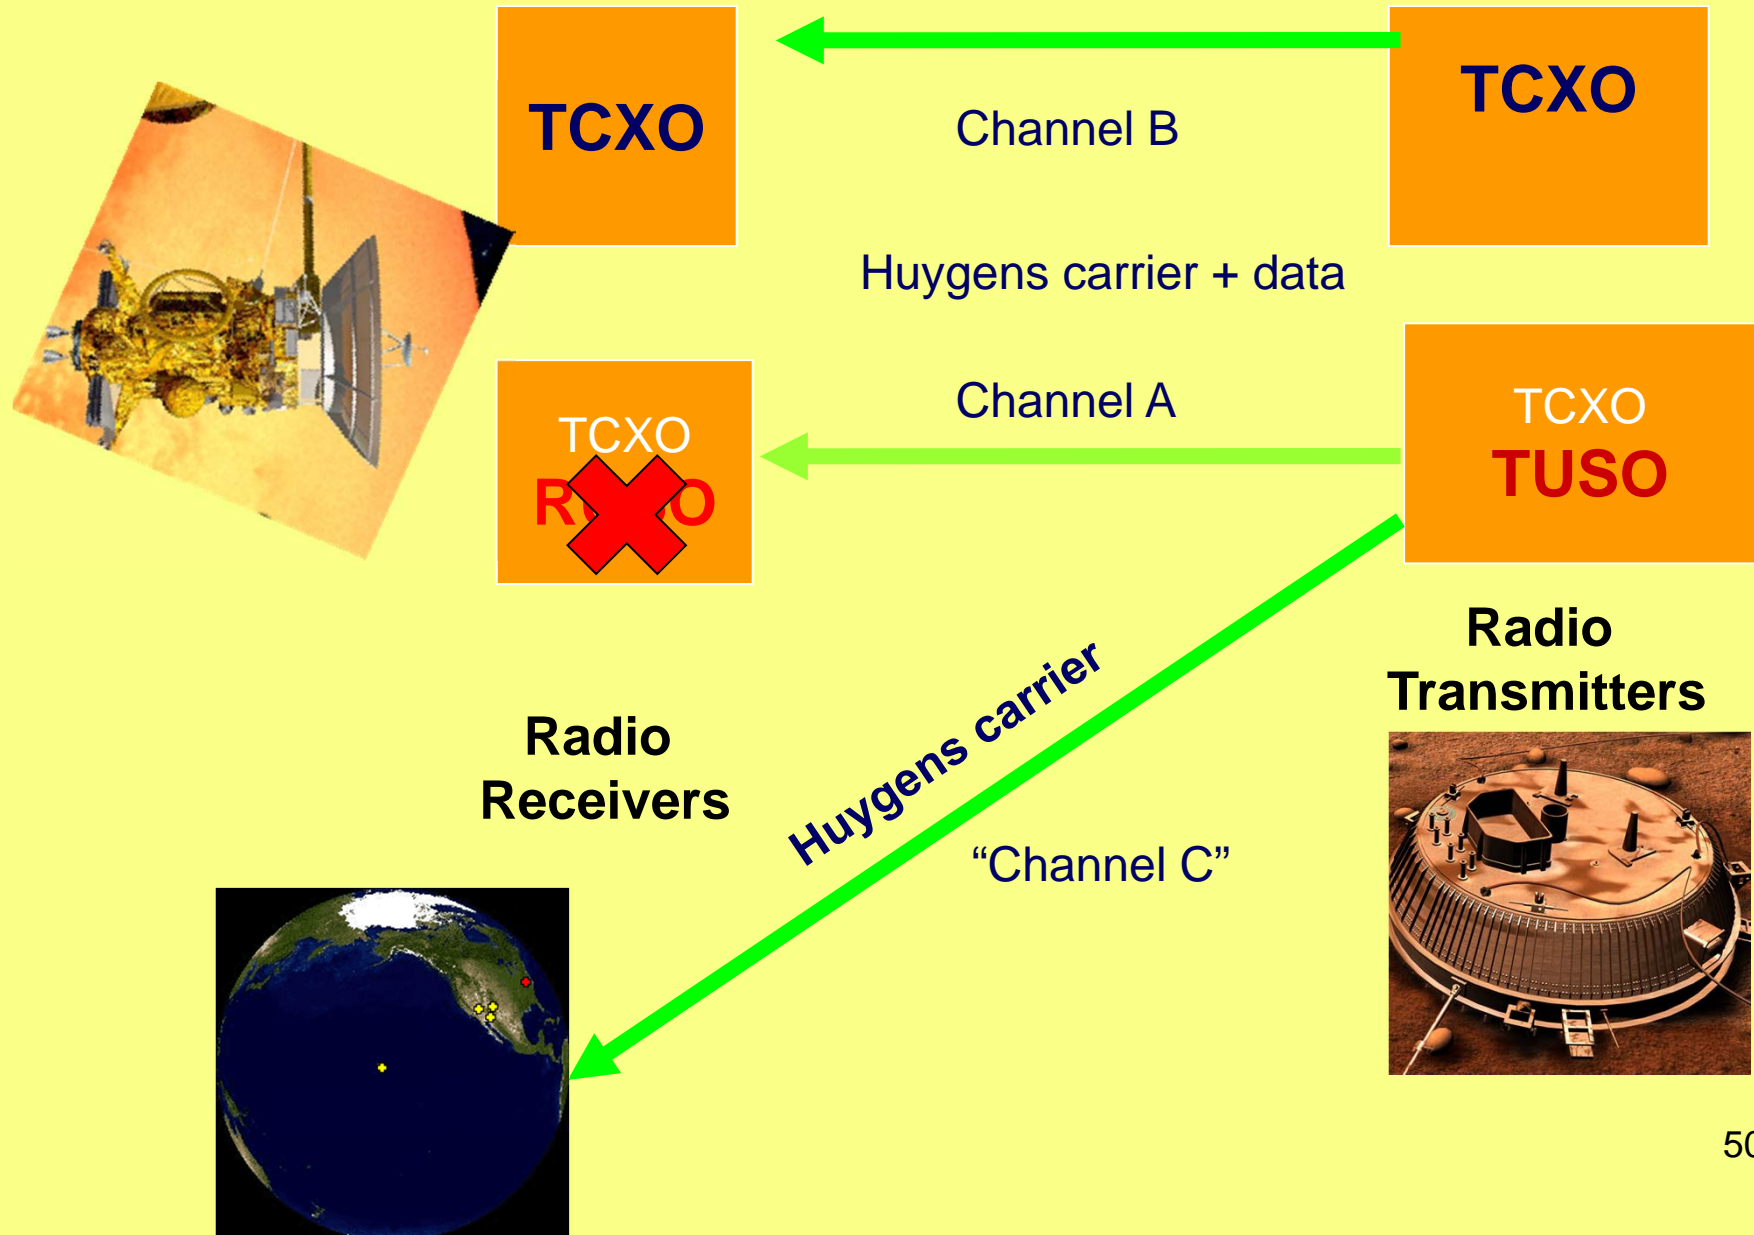 TCXO
Channel B
TCXO
Huygens carrier + data
TCXO
Channel A
TCXO
TUSO
Radio
Transmitters
Radio
Receivers
Huygens carrier
“Channel C”
50